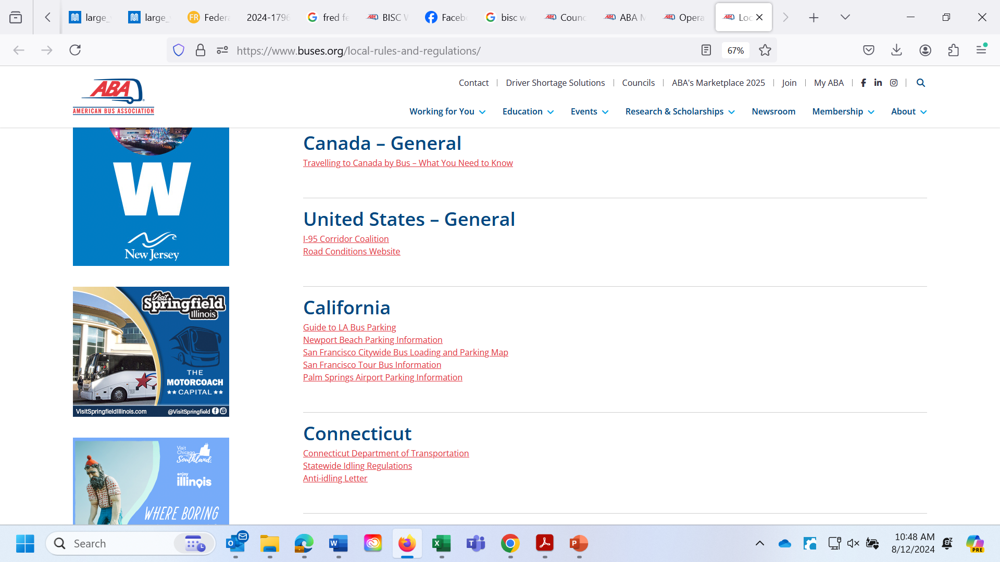 large_
large_
Federa
2024-1796
fred fe
BISC W
Faceb
bisc w
Counc
ABA M
Opera
Loc
https://www.buses.org/local-rules-and-regulations/
67%
ABA
AMERICAN BUS ASSOCIATION
Contact
Driver Shortage Solutions
Councils
ABA's Marketplace 2025
Join
My ABA
Working for You
Education
Events
Research & Scholarships
Newsroom
Membership
About
W
New Jersey
Visit
Springfield
Illinois
THE
MOTORCOACH
CAPITAL
VisitSpringfieldIllinois.com
@VisitSpringfield
Visit
Chicago
Southland.
enjoy
illinois
WHERE BORING
Canada – General
Travelling to Canada by Bus – What You Need to Know
United States – General
I-95 Corridor Coalition
Road Conditions Website
California
Guide to LA Bus Parking
Newport Beach Parking Information
San Francisco Citywide Bus Loading and Parking Map
San Francisco Tour Bus Information
Palm Springs Airport Parking Information
Connecticut
Connecticut Department of Transportation
Statewide Idling Regulations
Anti-idling Letter
Search
10:48 AM
8/12/2024
PRE